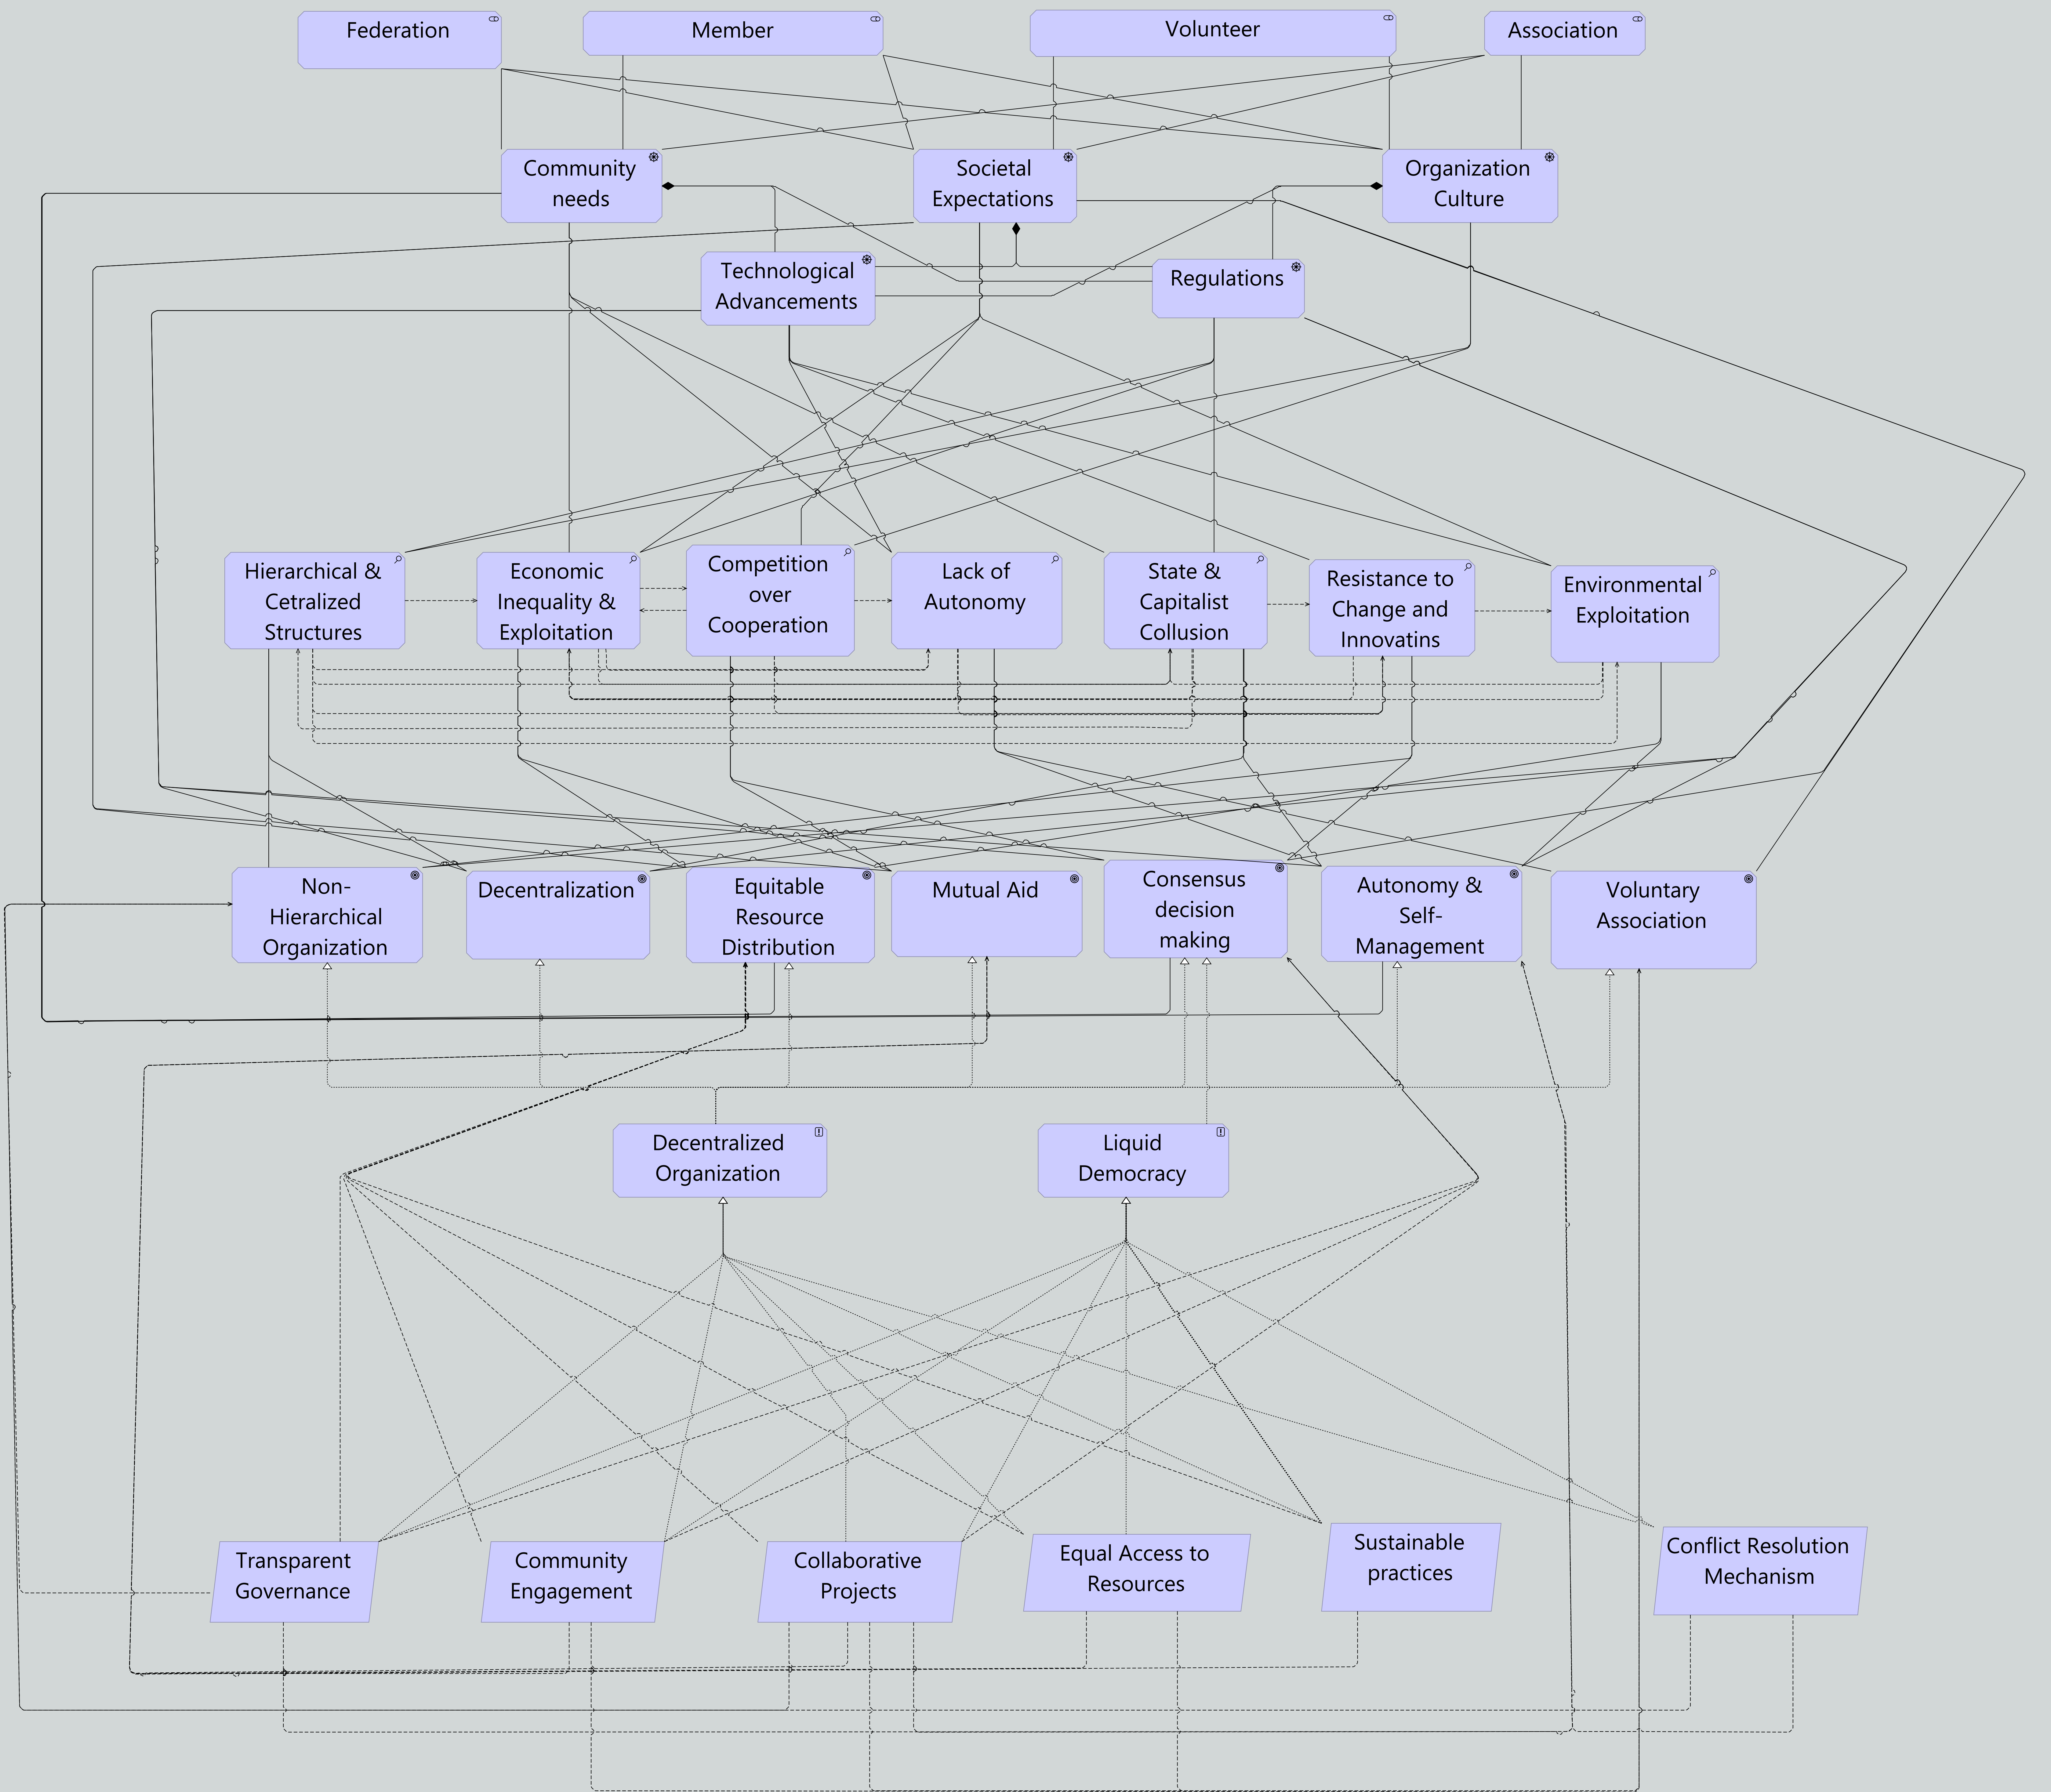 Federation
Member
Volunteer
Association
Community
needs
Societal
Expectations
Organization
Culture
Technological
Advancements
Regulations
Hierarchical &
Cetralized
Structures
Economic
Inequality &
Exploitation
Competition
over
Cooperation
Lack of
Autonomy
State &
Capitalist
Collusion
Resistance to
Change and
Innovatins
Environmental
Exploitation
Non-
Hierarchical
Organization
Decentralization
Equitable
Resource
Distribution
Mutual Aid
Consensus
decision
making
Autonomy &
Self-
Management
Voluntary
Association
Decentralized
Organization
Liquid
Democracy
Transparent
Governance
Community
Engagement
Collaborative
Projects
Equal Access to
Resources
Sustainable
practices
Conflict Resolution
Mechanism